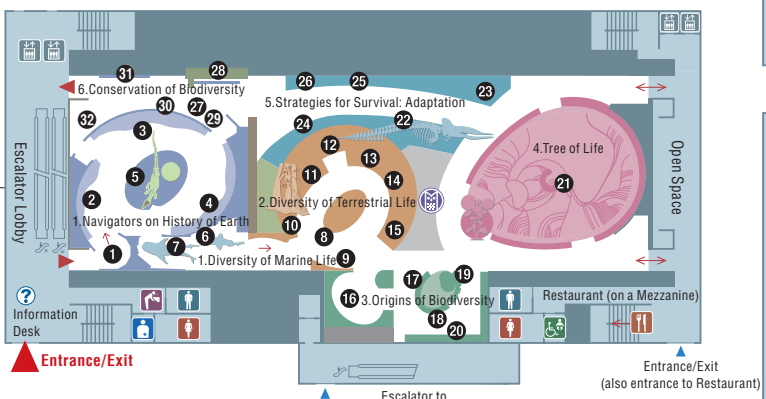 31
28
6.Conservation of Biodiversity
26
25
23
30
27
29
32
5.Strategies for Survival: Adaptation
3
24
22
12
13
4.Tree of Life
Escalator Lobby
Open Space
5
11
14
21
2
4
2.Diversity of Terrestrial Life
1.Navigators on History of Earth
10
15
6
8
1
7
1.Diversity of Marine Life
9
17
19
?
16
3.Origins of Biodiversity
Restaurant (on a Mezzanine)
Information
Desk
18
20
Entrance/Exit
Entrance/Exit
(also entrance to Restaurant)
Escalator to